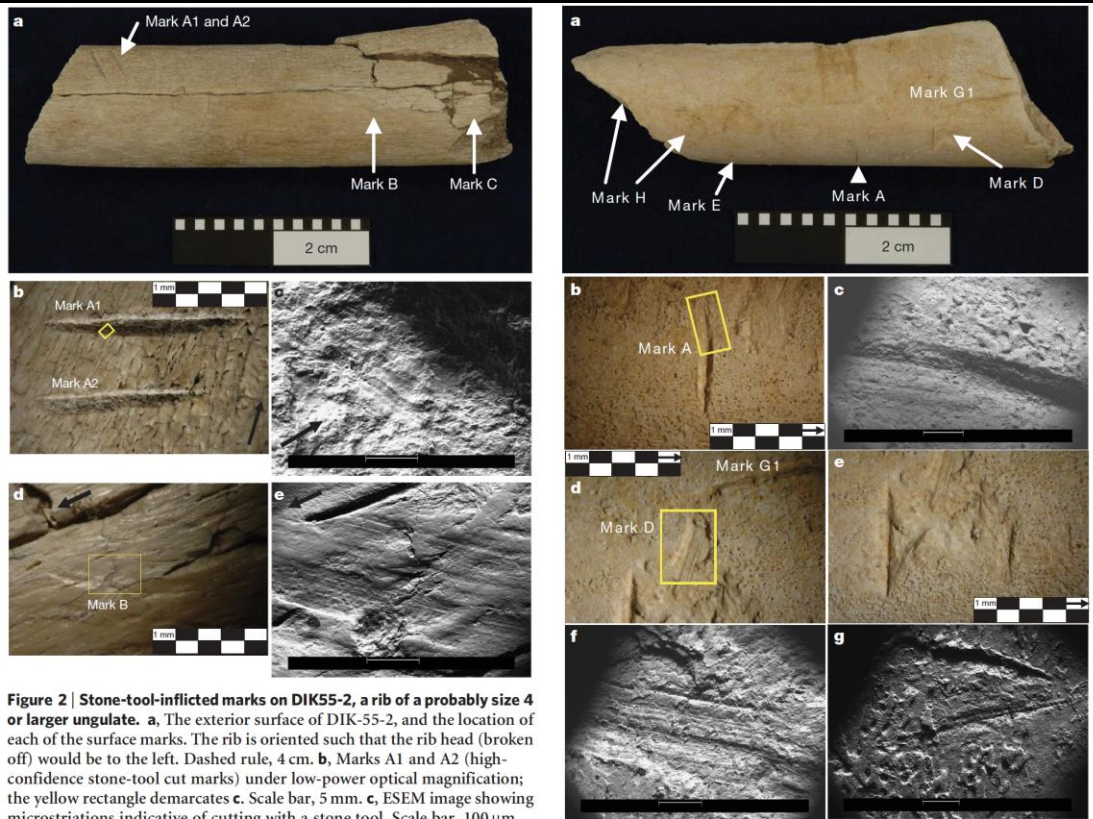 a
Mark A1 and A2
Mark B
Mark C
2 cm
b
1 mm
Mark A1
Mark A2
c
d
Mark B
1 mm
e
Figure 2 | Stone-tool-inflicted marks on DIK55-2, a rib of a probably size 4
or larger ungulate. a, The exterior surface of DIK-55-2, and the location of
each of the surface marks. The rib is oriented such that the rib head (broken
off) would be to the left. Dashed rule, 4 cm. b, Marks A1 and A2 (high-
confidence stone-tool cut marks) under low-power optical magnification;
the yellow rectangle demarcates c. Scale bar, 5 mm. c, ESEM image showing
microstriations indicative of cutting with a stone tool. Scale bar, 100 μm.
a
Mark G1
Mark H
Mark E
Mark A
Mark D
2 cm
b
Mark A
1 mm
c
1 mm
Mark G1
d
Mark D
e
1 mm
f
g